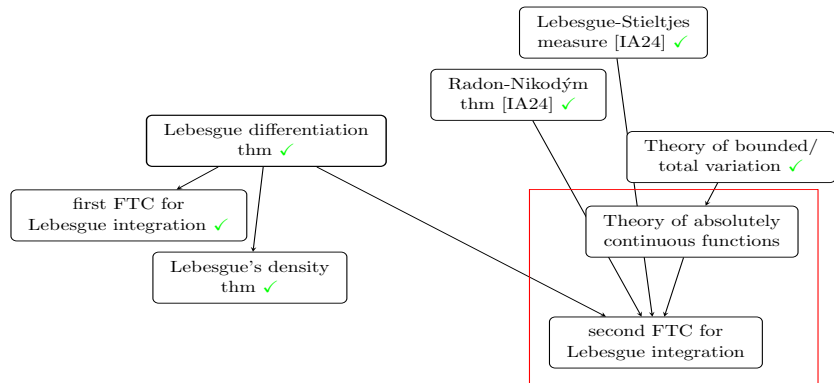 Lebesgue-Stieltjes
measure [IA24] ✓
Radon-Nikodým
thm [IA24] ✓
Lebesgue differentiation
thm ✓
Theory of bounded/
total variation ✓
first FTC for
Lebesgue integration ✓
Theory of absolutely
continuous functions
Lebesgue's density
thm ✓
second FTC for
Lebesgue integration